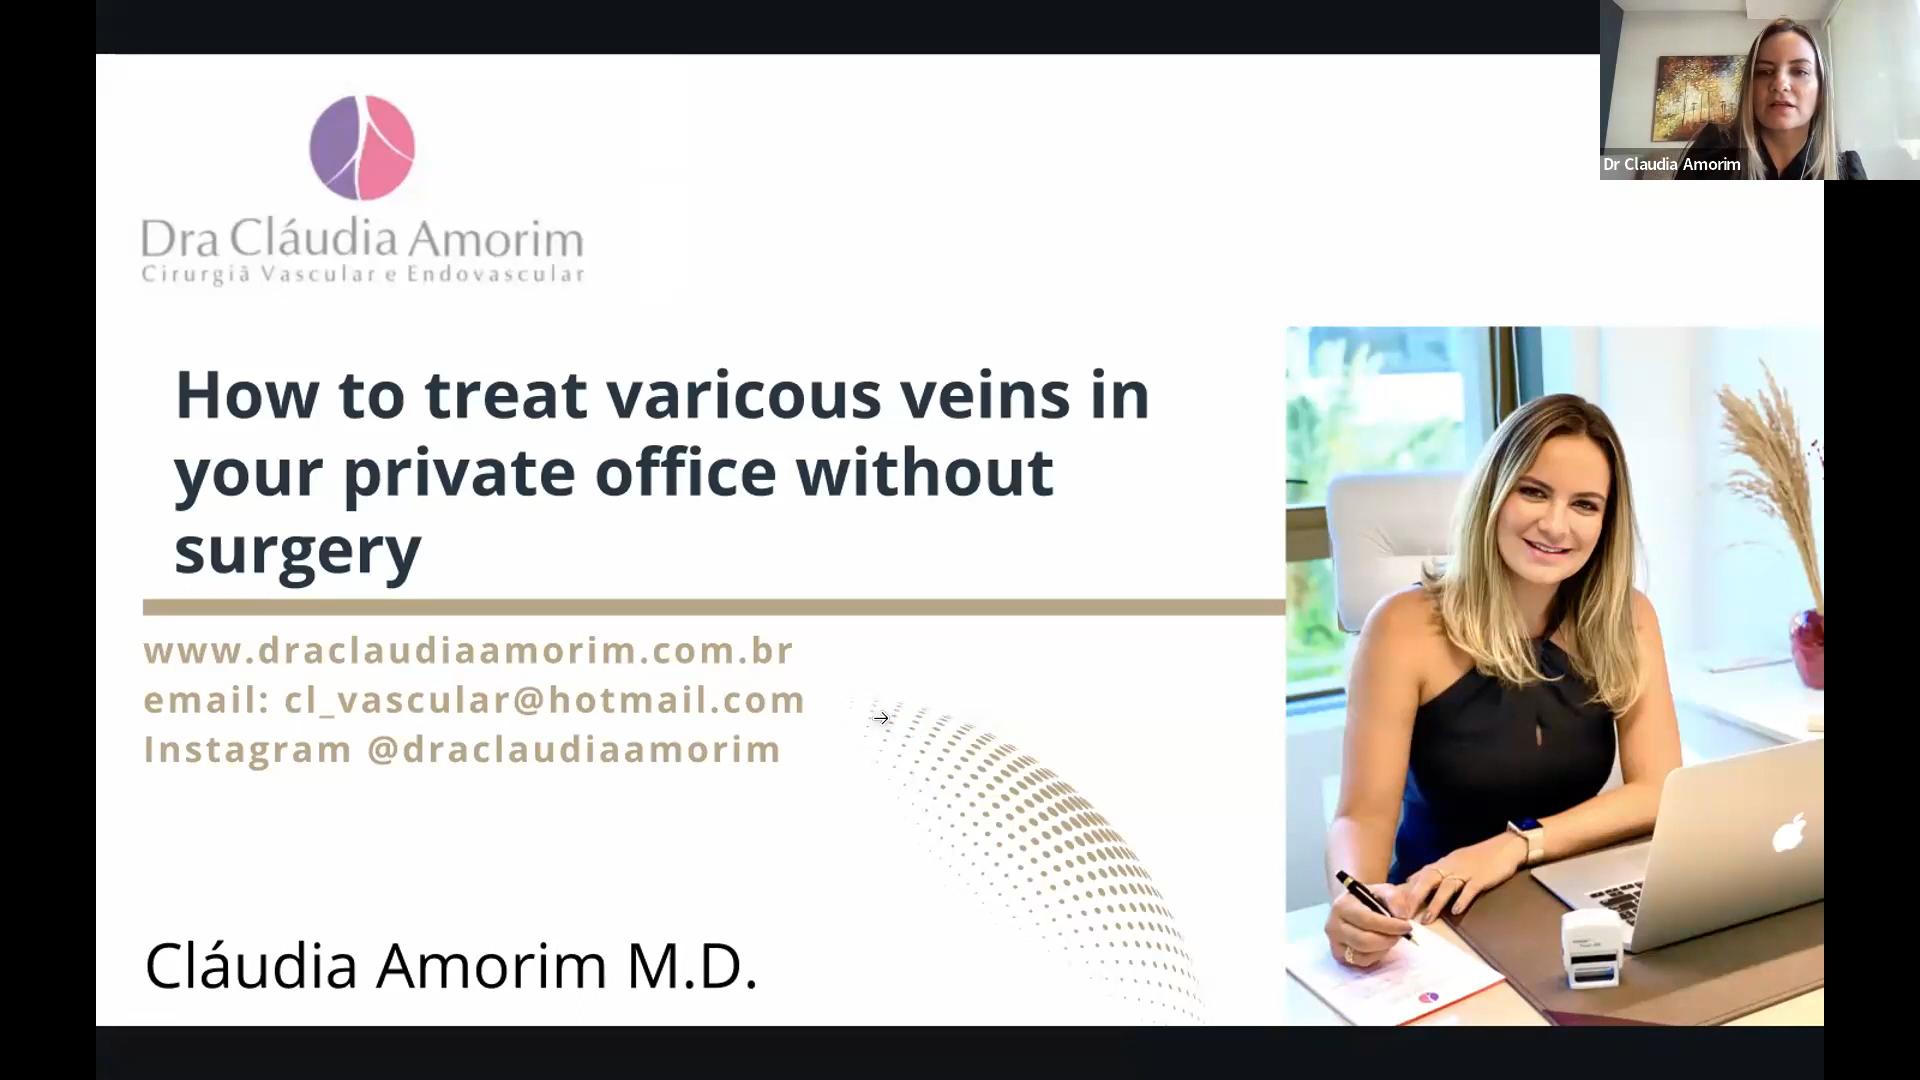 Dr Claudia Amorim
Dra Cláudia Amorim
Cirurgiã Vascular e Endovascular
How to treat varicous veins in
your private office without
surgery
www.draclaudiaamorim.com.br
email: cl_vascular@hotmail.com
Instagram @draclaudiaamorim
Cláudia Amorim M.D.